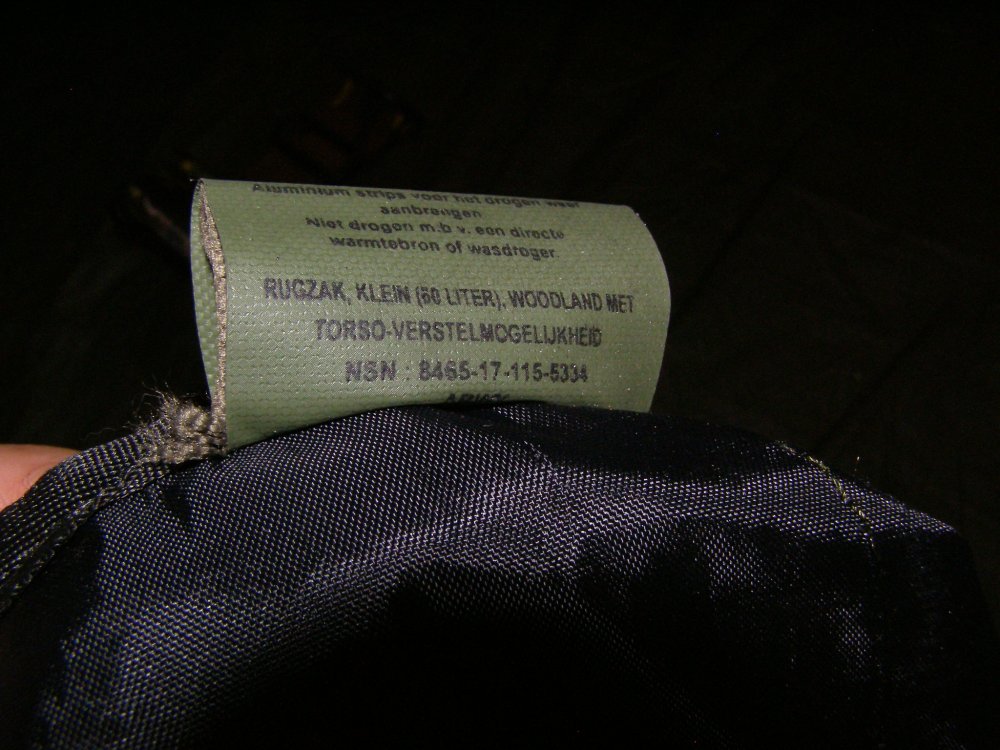 Aluminium strips voor het drogen weer
aanbrengen
Niet drogen m.b v. een directe
warmtebron of wasdroger.
RUGZAK, KLEIN (60 LITER), WOODLAND MET
TORSO-VERSTELMOGELIJKHEID
NSN : 8465-17-115-5334